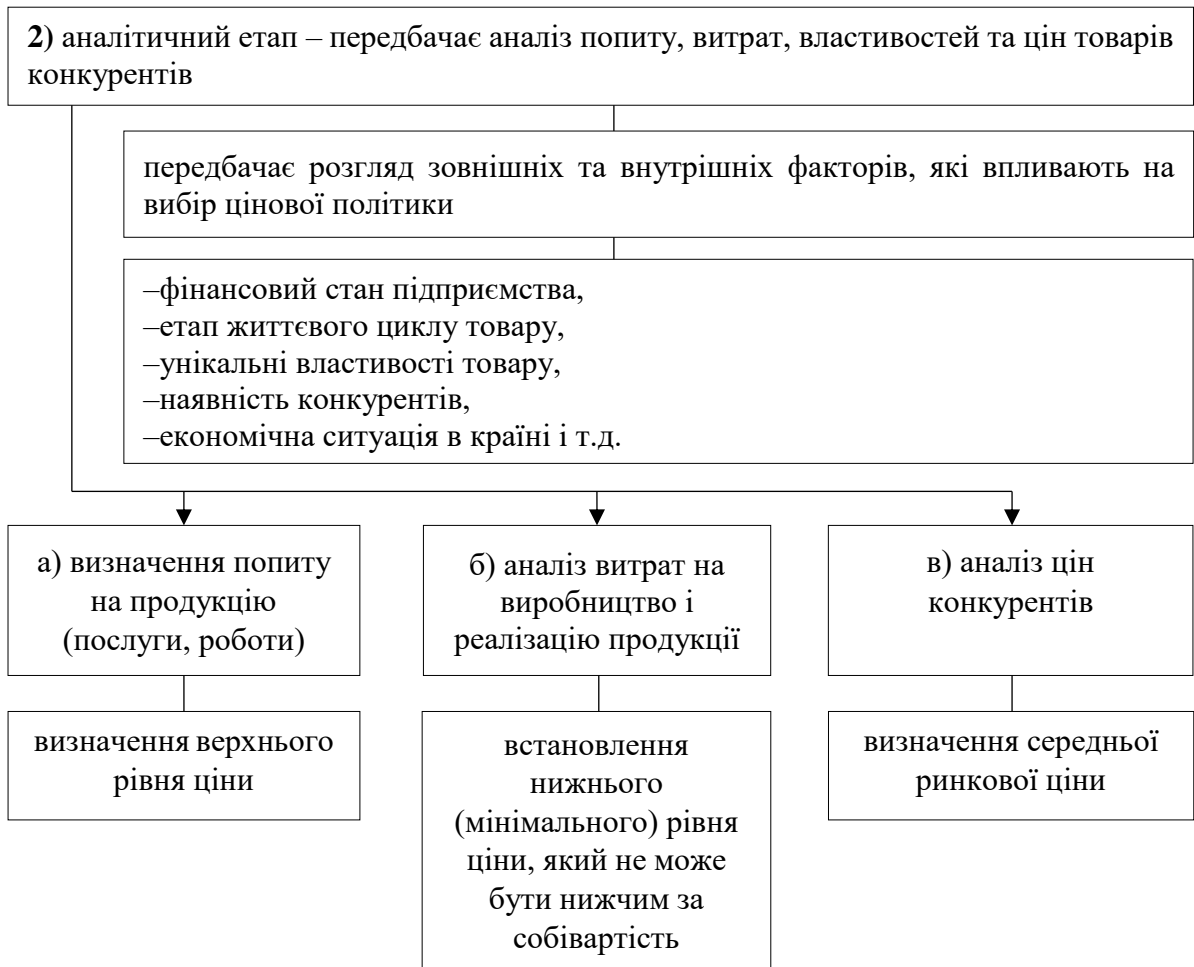 2) аналітичний етап – передбачає аналіз попиту, витрат, властивостей та цін товарів
конкурентів
передбачає розгляд зовнішніх та внутрішніх факторів, які впливають на
вибір цінової політики
–фінансовий стан підприємства,
–етап життєвого циклу товару,
–унікальні властивості товару,
–наявність конкурентів,
–економічна ситуація в країні і т.д.
а) визначення попиту
на продукцію
(послуги, роботи)
б) аналіз витрат на
виробництво і
реалізацію продукції
в) аналіз цін
конкурентів
визначення верхнього
рівня ціни
встановлення
нижнього
(мінімального) рівня
ціни, який не може
бути нижчим за
собівартість
визначення середньої
ринкової ціни